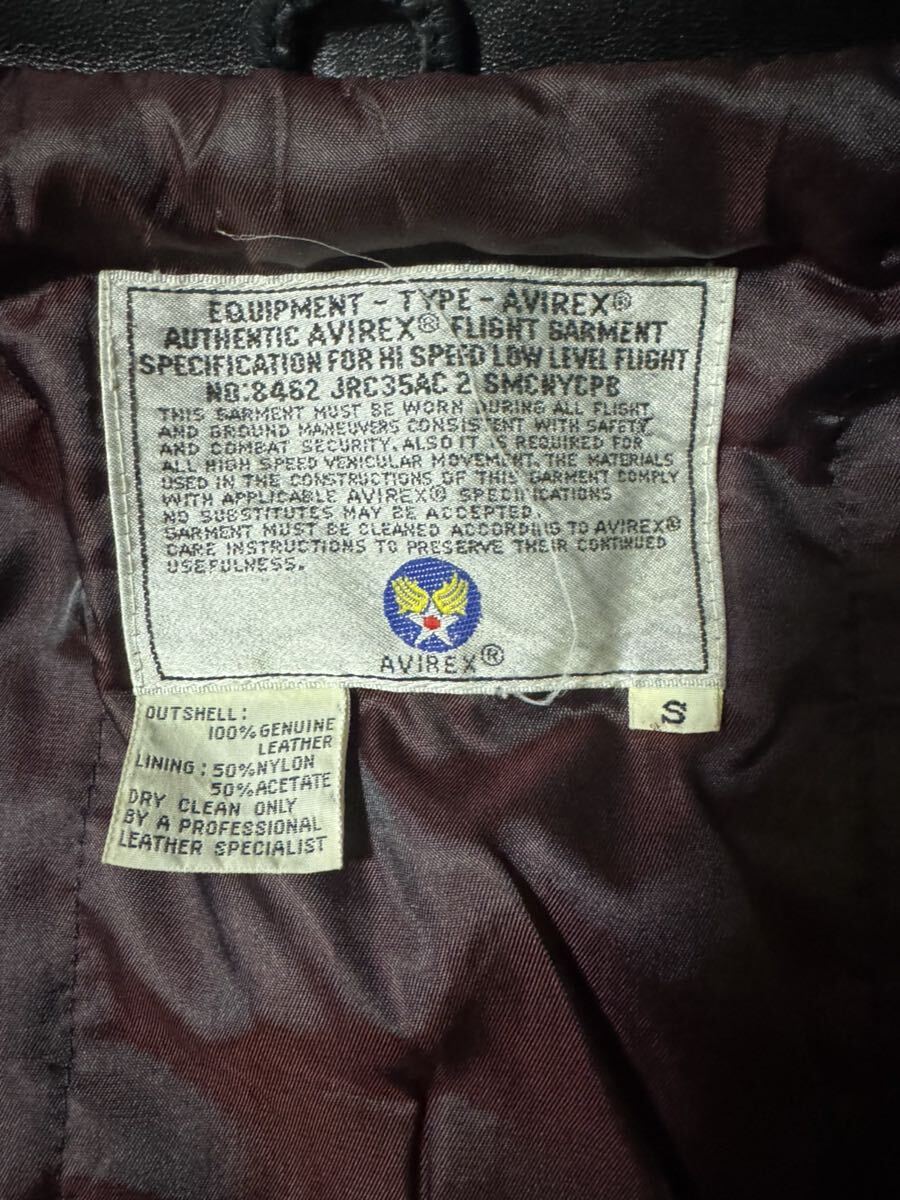 EQUIPMENT - TYPE - AVIREX®
AUTHENTIC AVIREX® FLIGHT GARMENT
SPECIFICATION FOR HI SPEED LOW LEVEL FLIGHT
NO:8462 JRC35AC 2 SMCNYCPB
THIS GARMENT MUST BE WORN DURING ALL FLIGHT
AND GROUND MANEUVERS CONSISTENT WITH SAFETY
AND COMBAT SECURITY. ALSO IT IS REQUIRED FOR
ALL HIGH SPEED VEHICULAR MOVEMENT. THE MATERIALS
USED IN THE CONSTRUCTIONS OF THIS GARMENT COMPLY
WITH APPLICABLE AVIREX® SPECIFICATIONS
NO SUBSTITUTES MAY BE ACCEPTED.
GARMENT MUST BE CLEANED ACCORDING TO AVIREX®
CARE INSTRUCTIONS TO PRESERVE THEIR CONTINUED
USEFULNESS.
AVIREX®
OUTSHELL:
100% GENUINE
LEATHER
LINING: 50% NYLON
50% ACETATE
DRY CLEAN ONLY
BY A PROFESSIONAL
LEATHER SPECIALIST
S